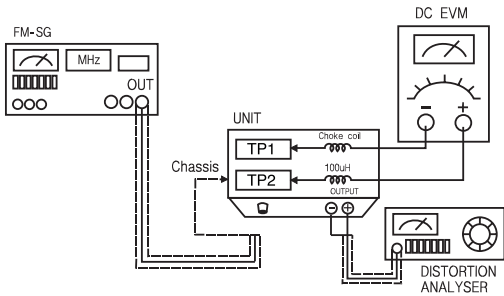 DC EVM
FM-SG
MHz
OUT
UNIT
− +
Choke coil
TP1
Chassis
100uH
TP2
OUTPUT
⊖ ⊕
DISTORTION
ANALYSER